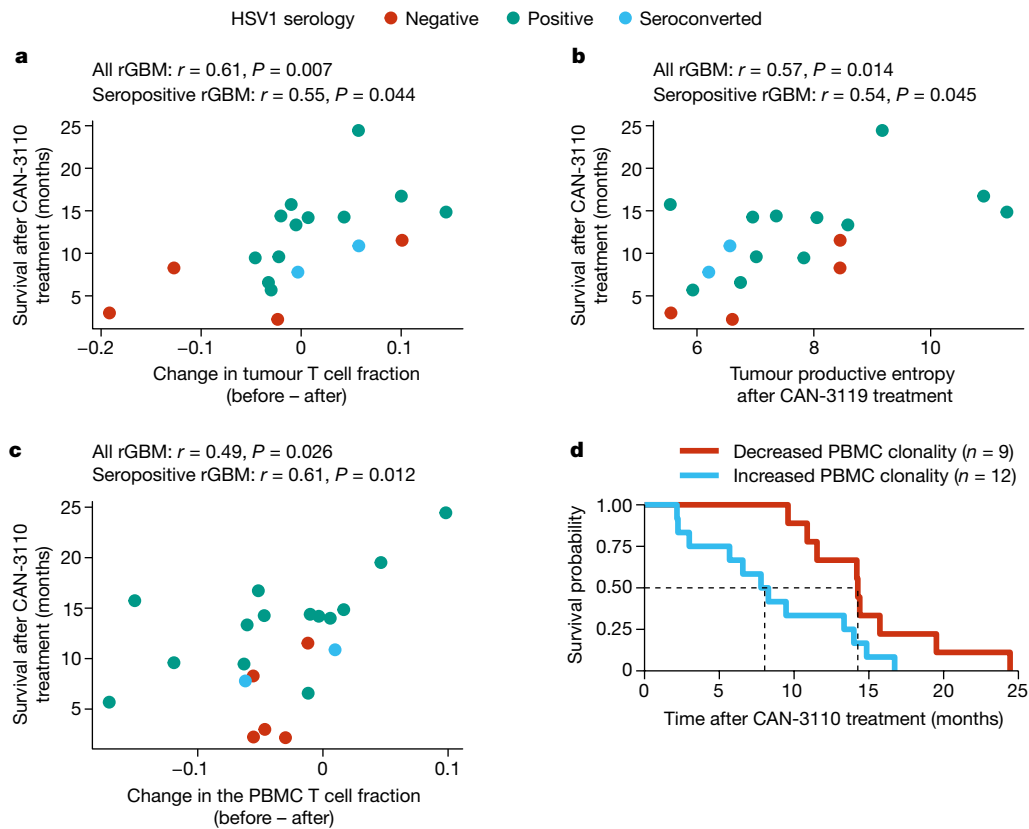 HSV1 serology Negative Positive Seroconverted
a
All rGBM: r = 0.61, P = 0.007
Seropositive rGBM: r = 0.55, P = 0.044
Survival after CAN-3110
treatment (months)
25
20
15
10
5
−0.2 −0.1 0 0.1
Change in tumour T cell fraction
(before – after)
b
All rGBM: r = 0.57, P = 0.014
Seropositive rGBM: r = 0.54, P = 0.045
Survival after CAN-3110
treatment (months)
25
20
15
10
5
6 8 10
Tumour productive entropy
after CAN-3119 treatment
c
All rGBM: r = 0.49, P = 0.026
Seropositive rGBM: r = 0.61, P = 0.012
Survival after CAN-3110
treatment (months)
25
20
15
10
5
−0.1 0 0.1
Change in the PBMC T cell fraction
(before – after)
d
Decreased PBMC clonality (n = 9)
Increased PBMC clonality (n = 12)
Survival probability
1.00
0.75
0.50
0.25
0
0 5 10 15 20 25
Time after CAN-3110 treatment (months)